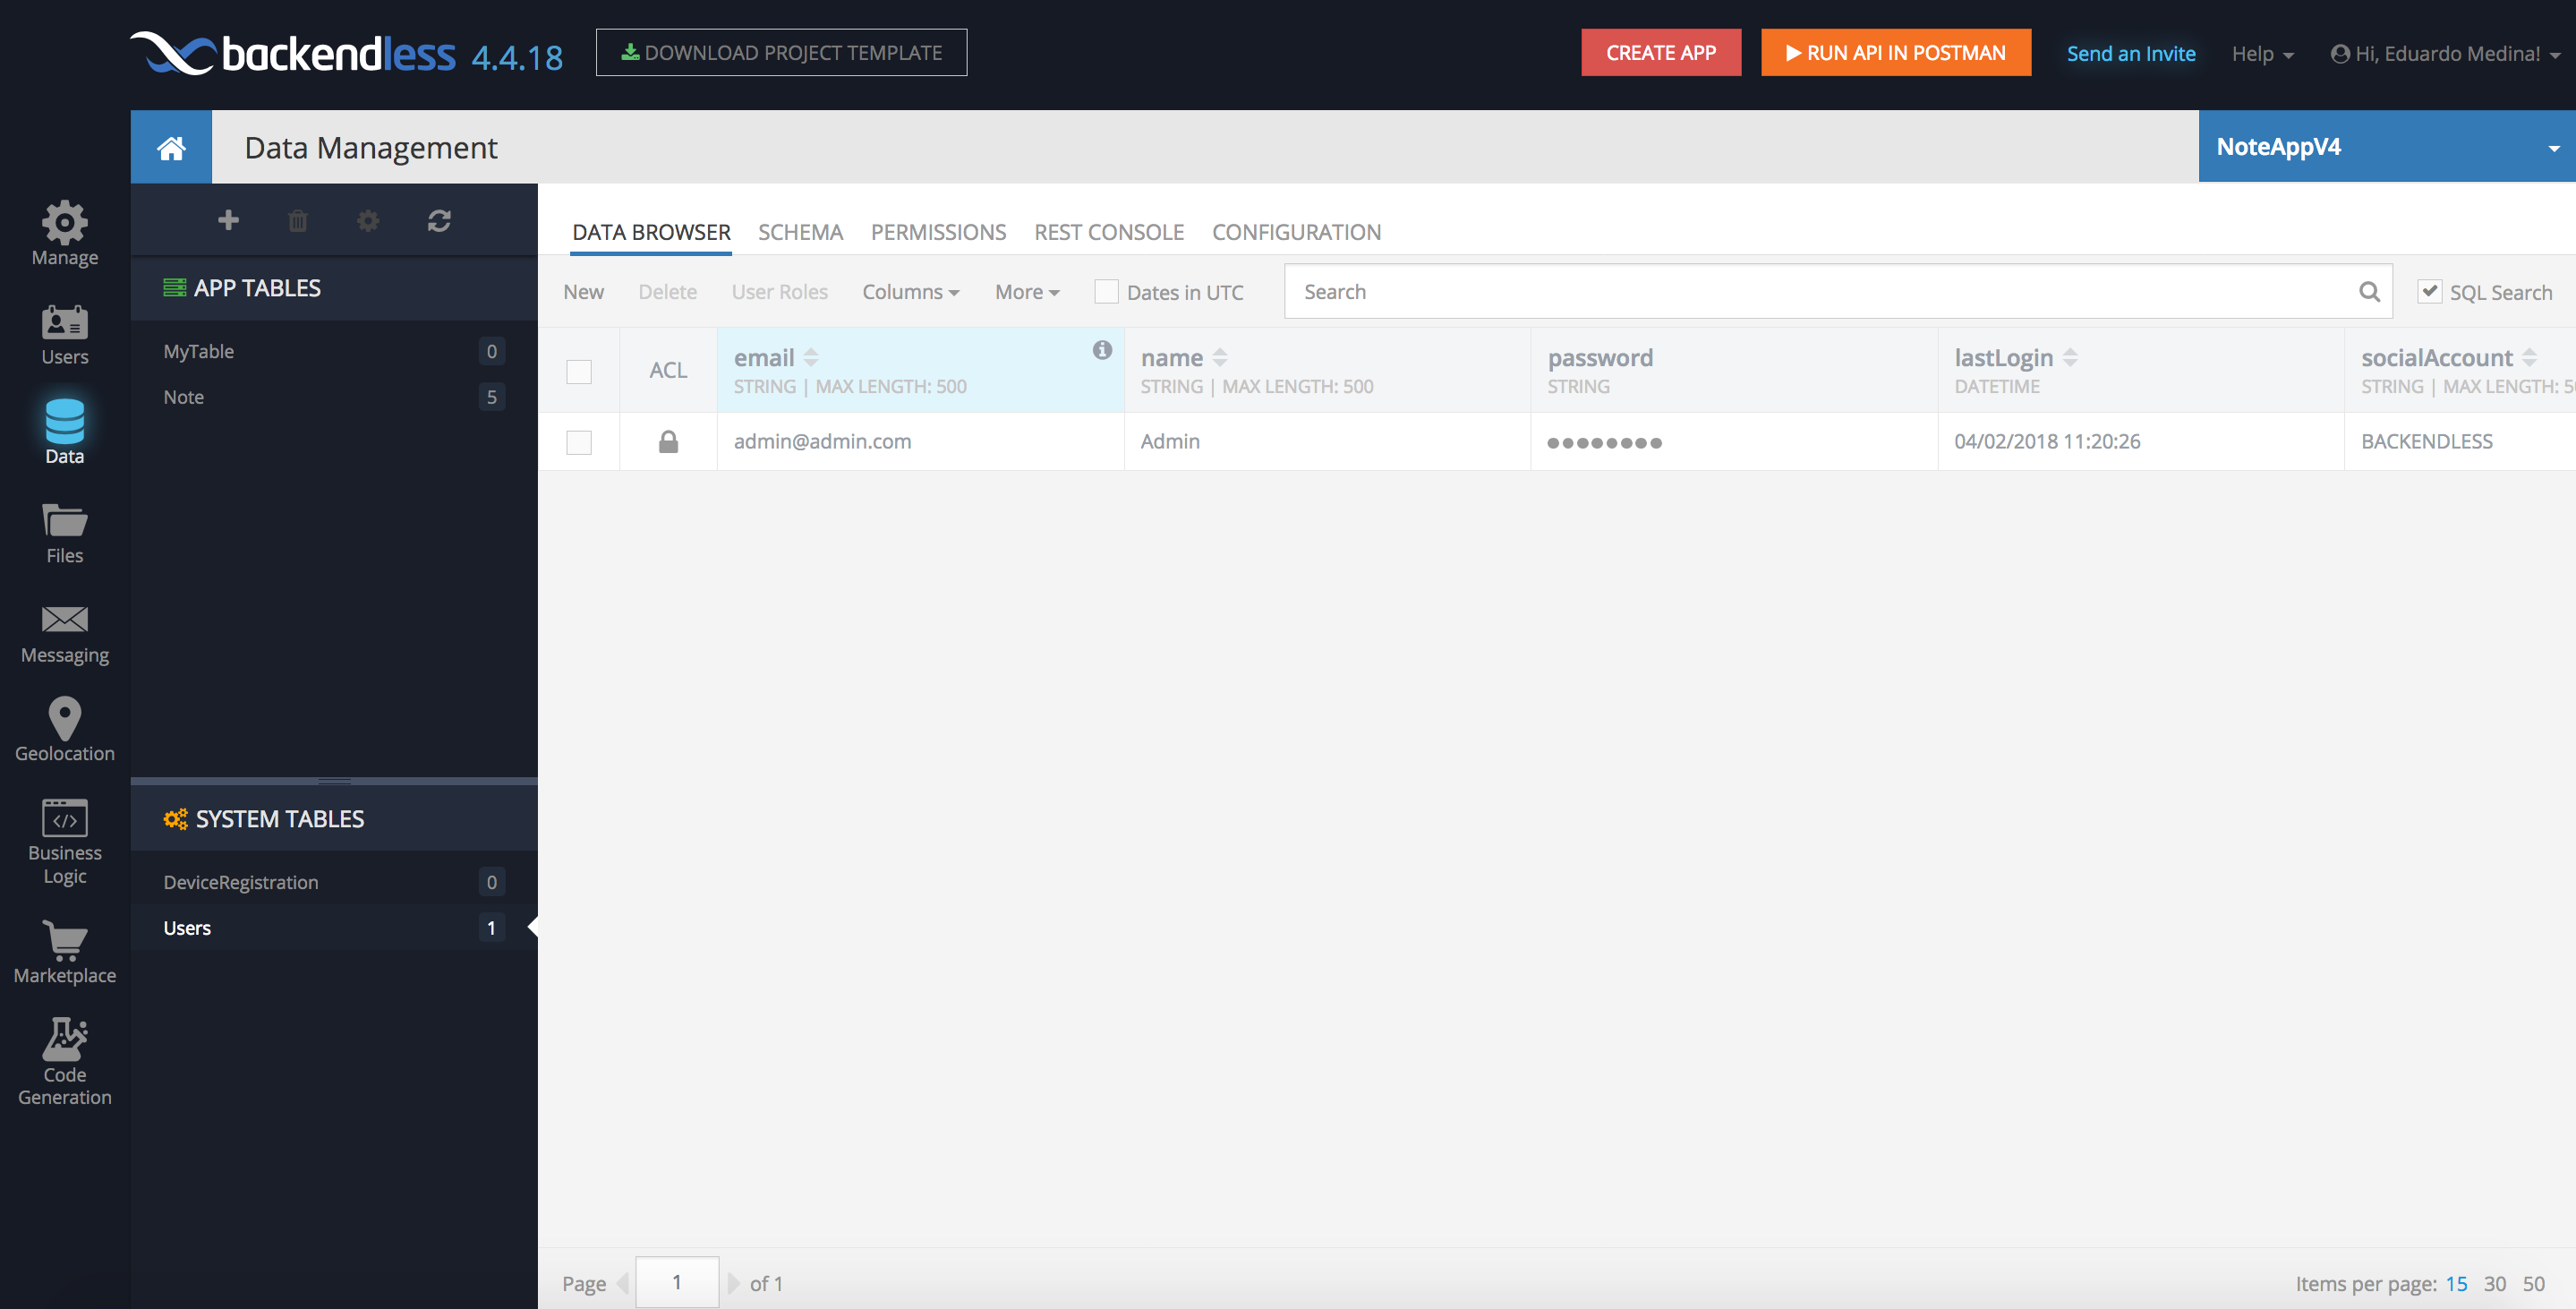 backendless 4.4.18
DOWNLOAD PROJECT TEMPLATE
CREATE APP
RUN API IN POSTMAN
Send an Invite
Help
Hi, Eduardo Medina!
Data Management
NoteAppV4
Manage
Users
Data
Files
Messaging
Geolocation
Business
Logic
Marketplace
Code
Generation
APP TABLES
MyTable 0
Note 5
SYSTEM TABLES
DeviceRegistration 0
Users 1
DATA BROWSER SCHEMA PERMISSIONS REST CONSOLE CONFIGURATION
New Delete User Roles Columns More Dates in UTC Search SQL Search
ACL email name password lastLogin socialAccount
STRING | MAX LENGTH: 500 STRING | MAX LENGTH: 500 STRING DATETIME STRING | MAX LENGTH:
admin@admin.com Admin ●●●●●●●● 04/02/2018 11:20:26 BACKENDLESS
Page 1 of 1
Items per page: 15 30 50